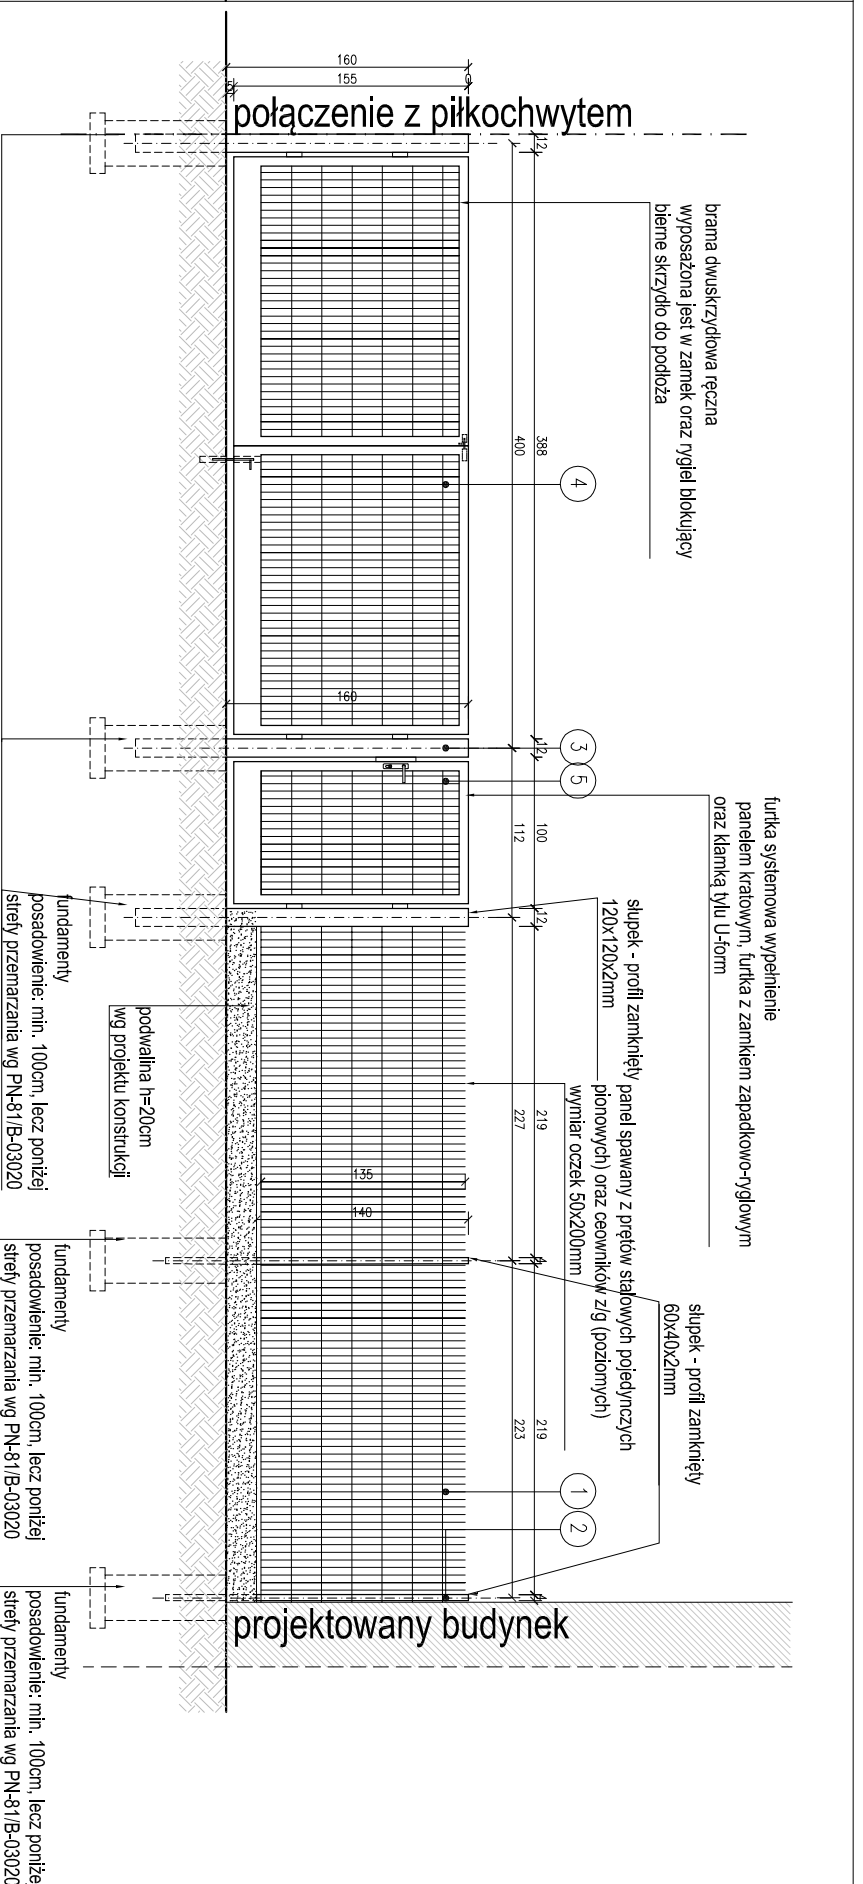 160
155
5
0
połączenie z piłkochwytem
brama dwuskrzydłowa ręczna
wyposażona jest w zamek oraz rygiel blokujący
bierne skrzydło do podłoża
12
388
400
4
160
12
3
5
100
112
12
furtka systemowa wypełnienie
panelem kratowym, furtka z zamkiem zapadkowo-ryglowym
oraz klamką tylu U-form
słupek - profil zamknięty
120x120x2mm
panel spawany z prętów stalowych pojedynczych
pionowych) oraz ceowników z/g (poziomych)
wymiar oczek 50x200mm
219
227
135
140
4
słupek - profil zamknięty
60x40x2mm
219
223
4
1
2
projektowany budynek
podwalina h=20cm
wg projektu konstrukcji
fundamenty
posadowienie: min. 100cm, lecz poniżej
strefy przemarzania wg PN-81/B-03020
fundamenty
posadowienie: min. 100cm, lecz poniżej
strefy przemarzania wg PN-81/B-03020
fundamenty
posadowienie: min. 100cm, lecz poniże
strefy przemarzania wg PN-81/B-03020